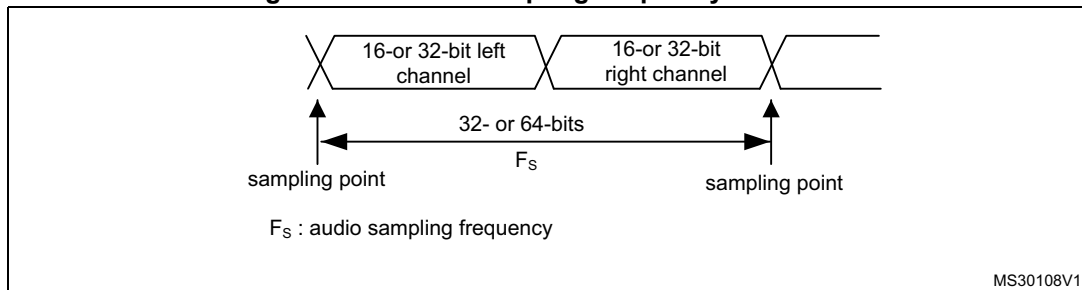 16-or 32-bit left
channel
16-or 32-bit
right channel
32- or 64-bits
FS
sampling point
sampling point
FS : audio sampling frequency
MS30108V1